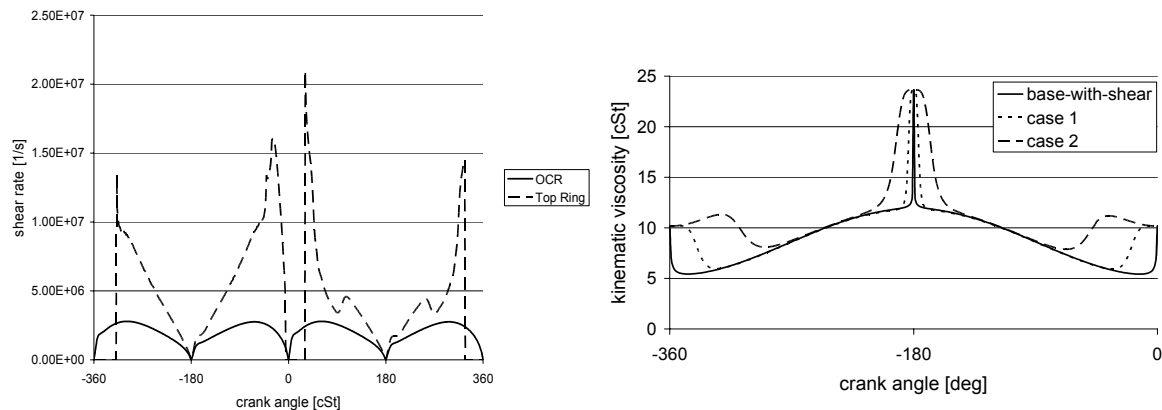 2.50E+07
2.00E+07
1.50E+07
1.00E+07
5.00E+06
0.00E+00
shear rate [1/s]
-360
-180
0
180
360
crank angle [cSt]
OCR
Top Ring
25
20
15
10
5
0
kinematic viscosity [cSt]
-360
-180
0
crank angle [deg]
base-with-shear
case 1
case 2